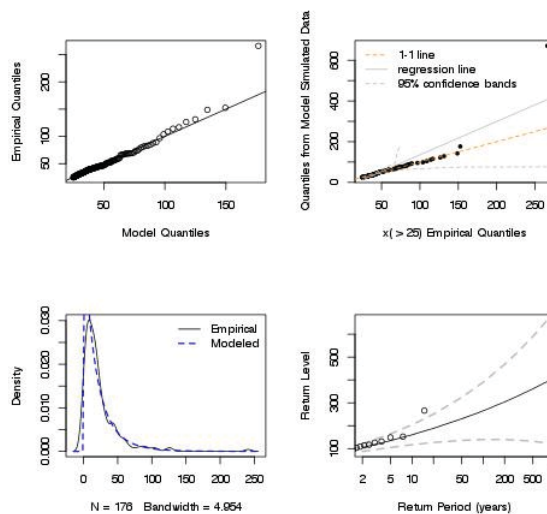 Empirical Quantiles
50
150
250
50
100
150
Model Quantiles
Quantiles from Model Simulated Data
0
200
400
600
1-1 line
regression line
95% confidence bands
50
100
150
200
250
x( > 25) Empirical Quantiles
Density
0.000
0.010
0.020
0.030
Empirical
Modeled
0
50
100
150
200
250
N = 176 Bandwidth = 4.954
Return Level
100
300
500
2
5
10
50
200
500
Return Period (years)